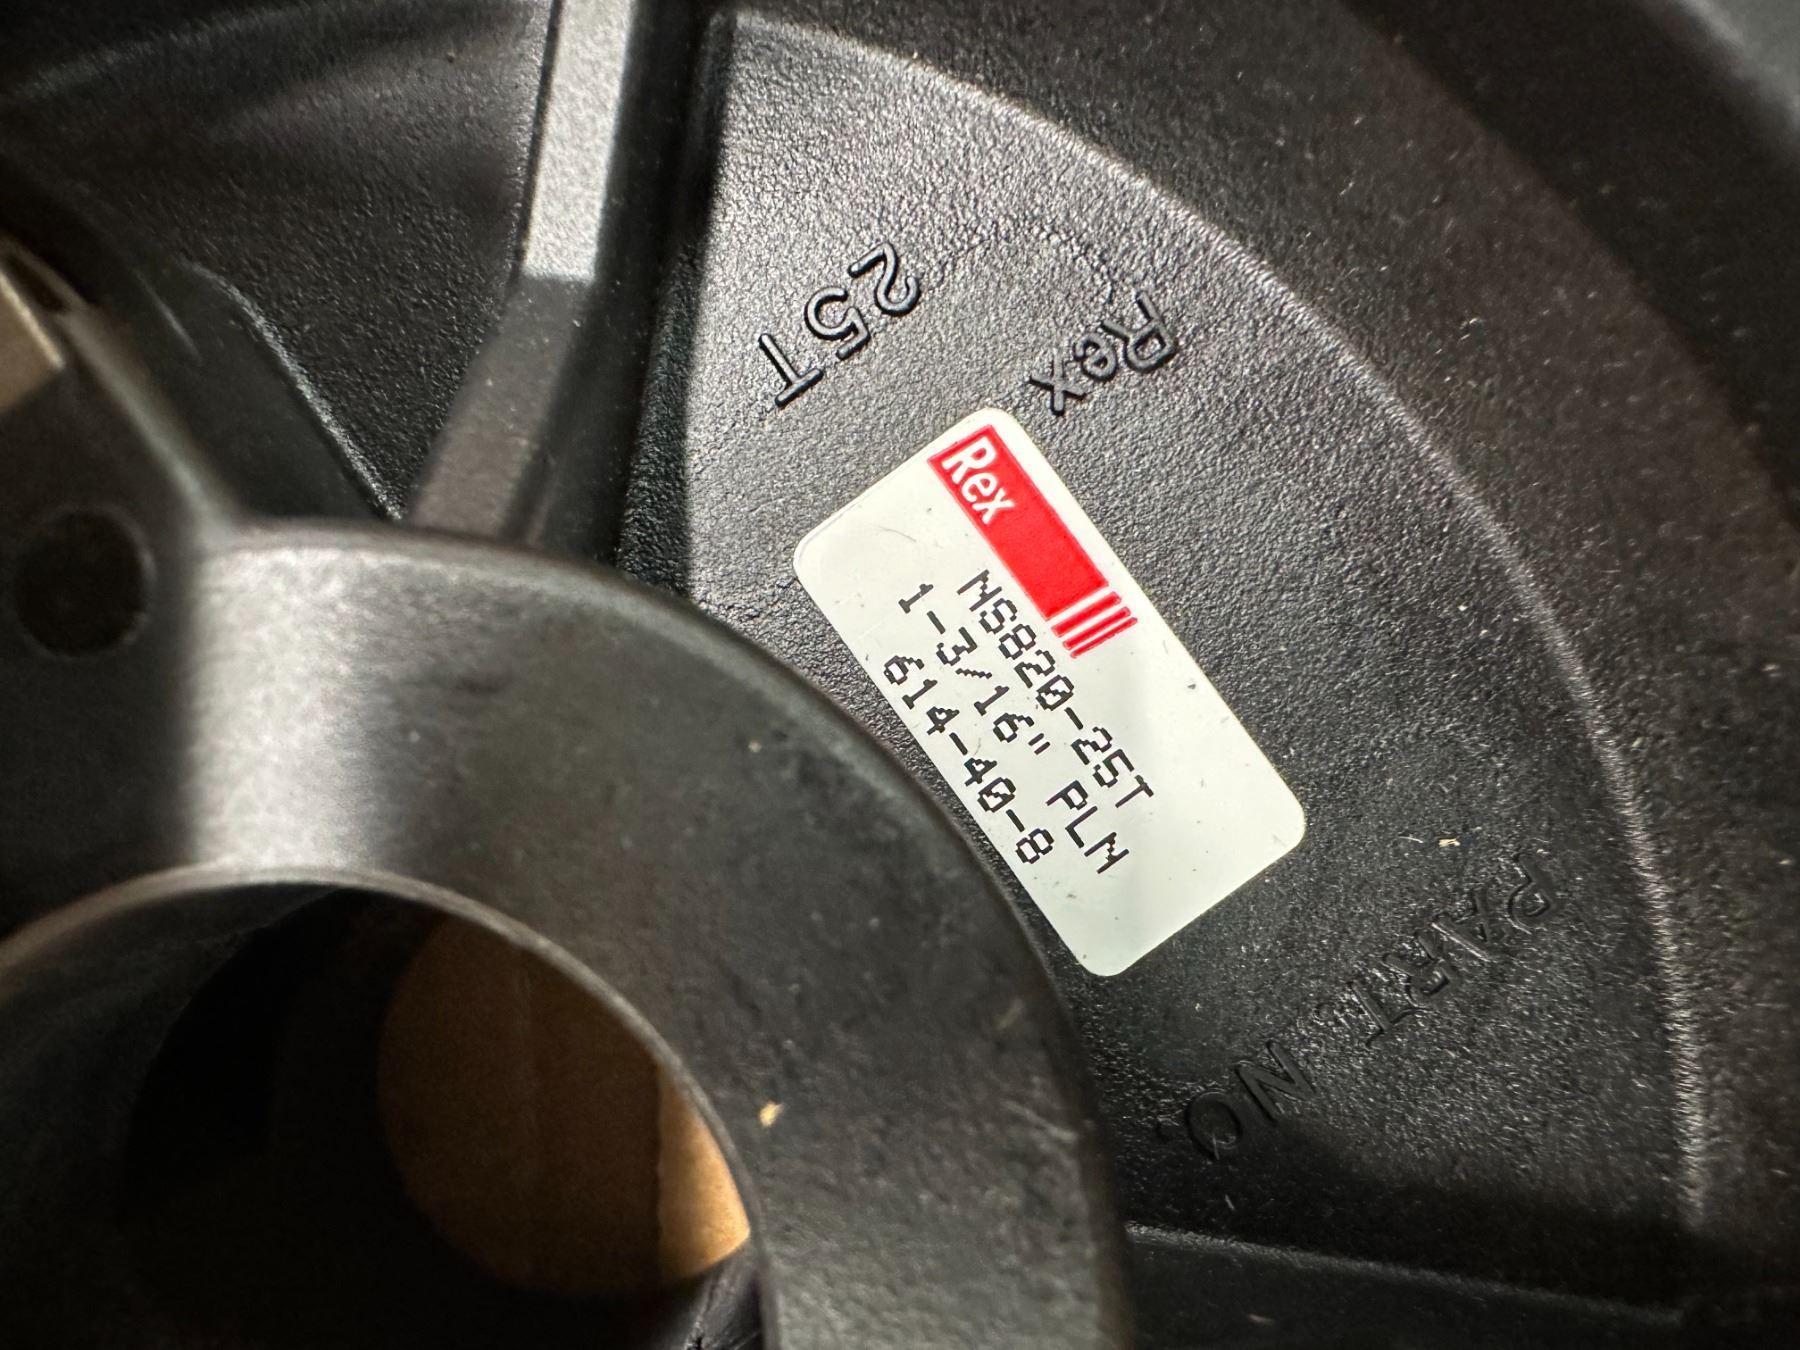 25T
Rex
Rex
NS820-25T
1-3/16" PLN
614-40-8
PART. NO.